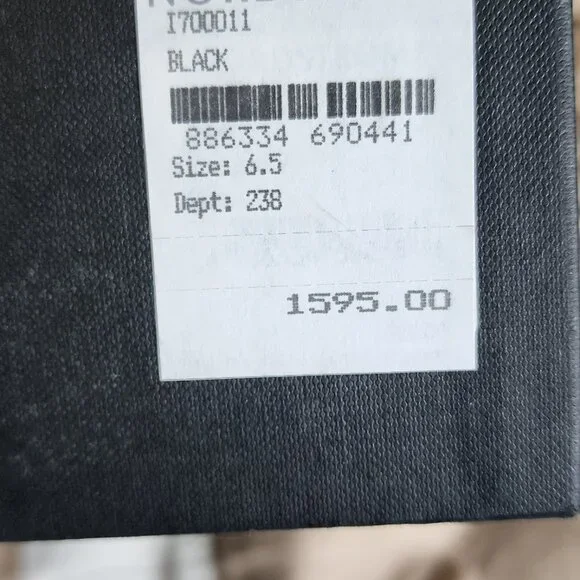 I700011
BLACK
886334 690441
Size: 6.5
Dept: 238
1595.00